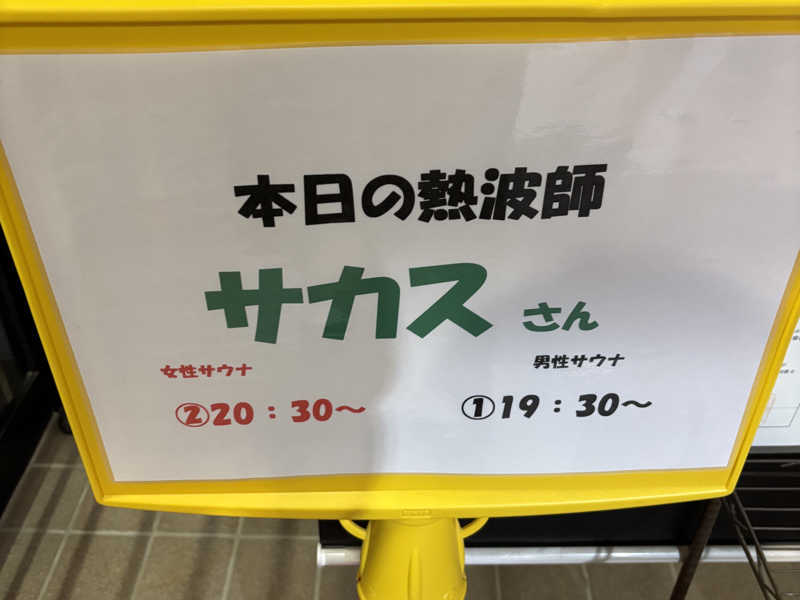 本日の熱波師
サカス さん
女性サウナ 男性サウナ
②20：30～ ①19：30～